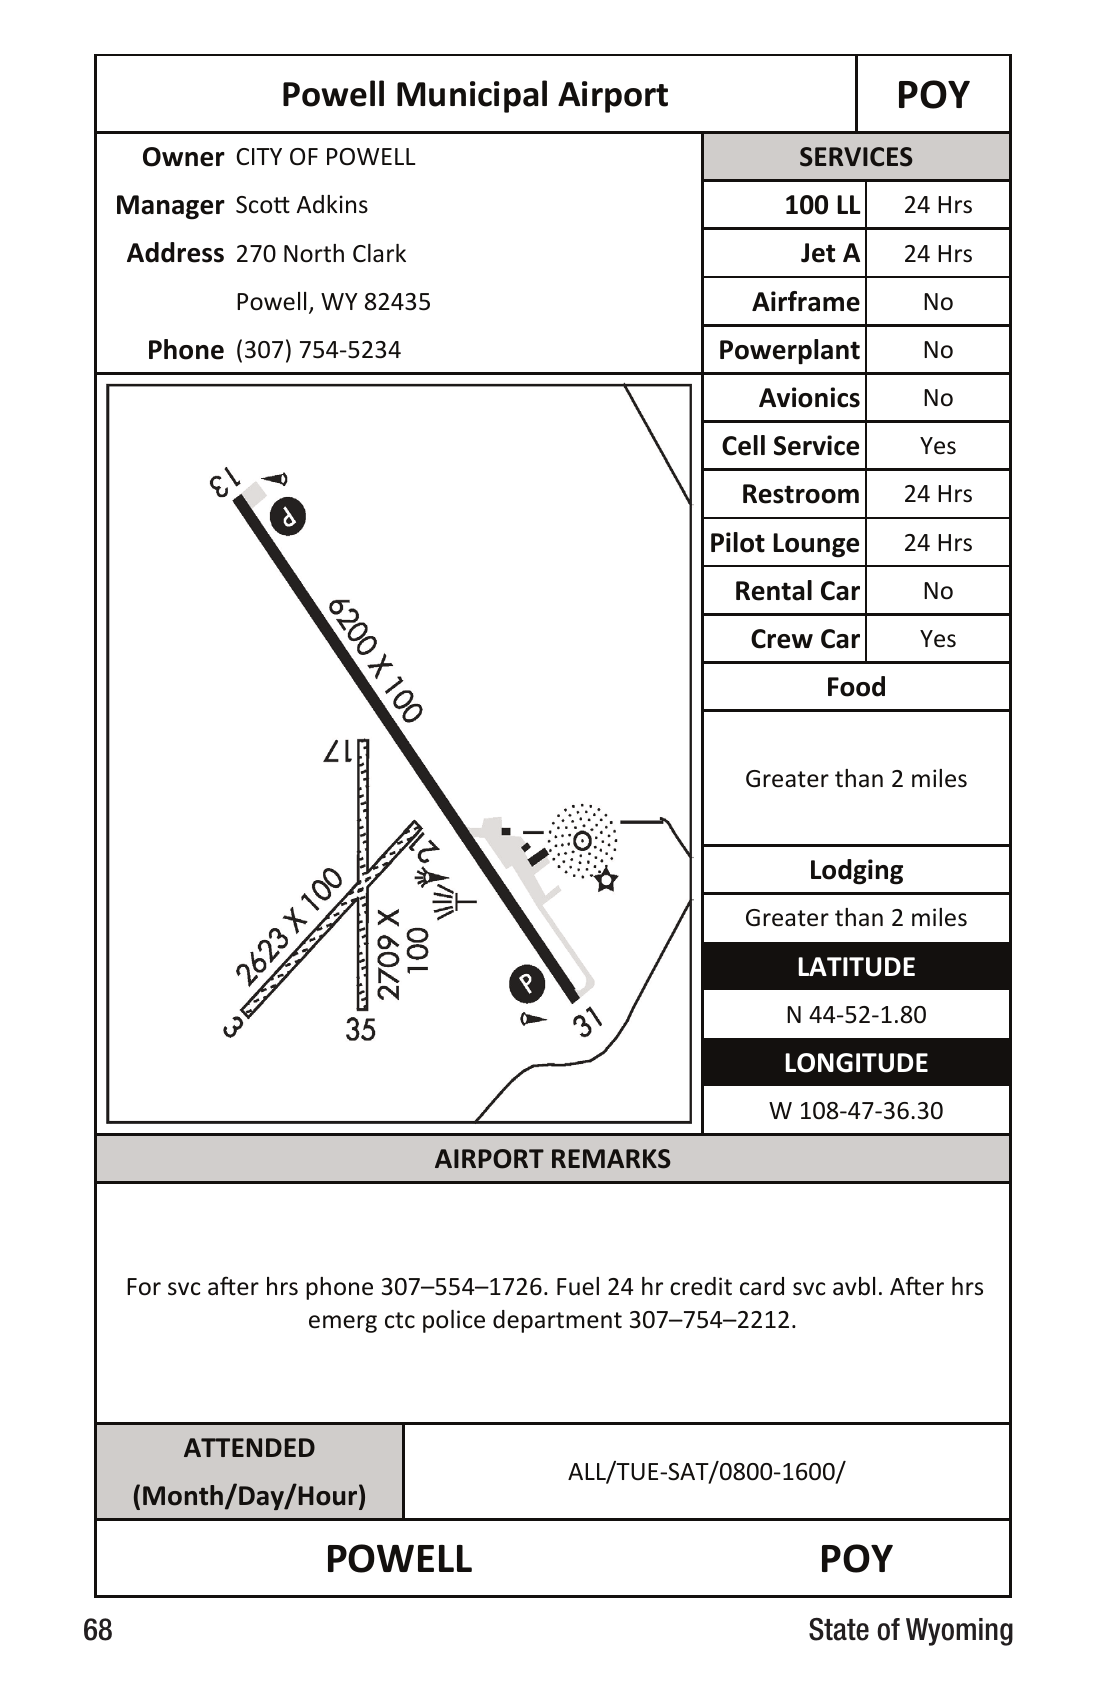 Powell Municipal Airport
POY
Owner CITY OF POWELL
Manager Scott Adkins
Address 270 North Clark
Powell, WY 82435
Phone (307) 754-5234
SERVICES
100 LL 24 Hrs
Jet A 24 Hrs
Airframe No
Powerplant No
Avionics No
Cell Service Yes
Restroom 24 Hrs
Pilot Lounge 24 Hrs
Rental Car No
Crew Car Yes
Food
Greater than 2 miles
Lodging
Greater than 2 miles
LATITUDE
N 44-52-1.80
LONGITUDE
W 108-47-36.30
13
P
6200 X 100
17
21
2623 X 100
2709 X
100
3
35
P
31
AIRPORT REMARKS
For svc after hrs phone 307–554–1726. Fuel 24 hr credit card svc avbl. After hrs
emerg ctc police department 307–754–2212.
ATTENDED
(Month/Day/Hour)
ALL/TUE-SAT/0800-1600/
POWELL POY
68 State of Wyoming